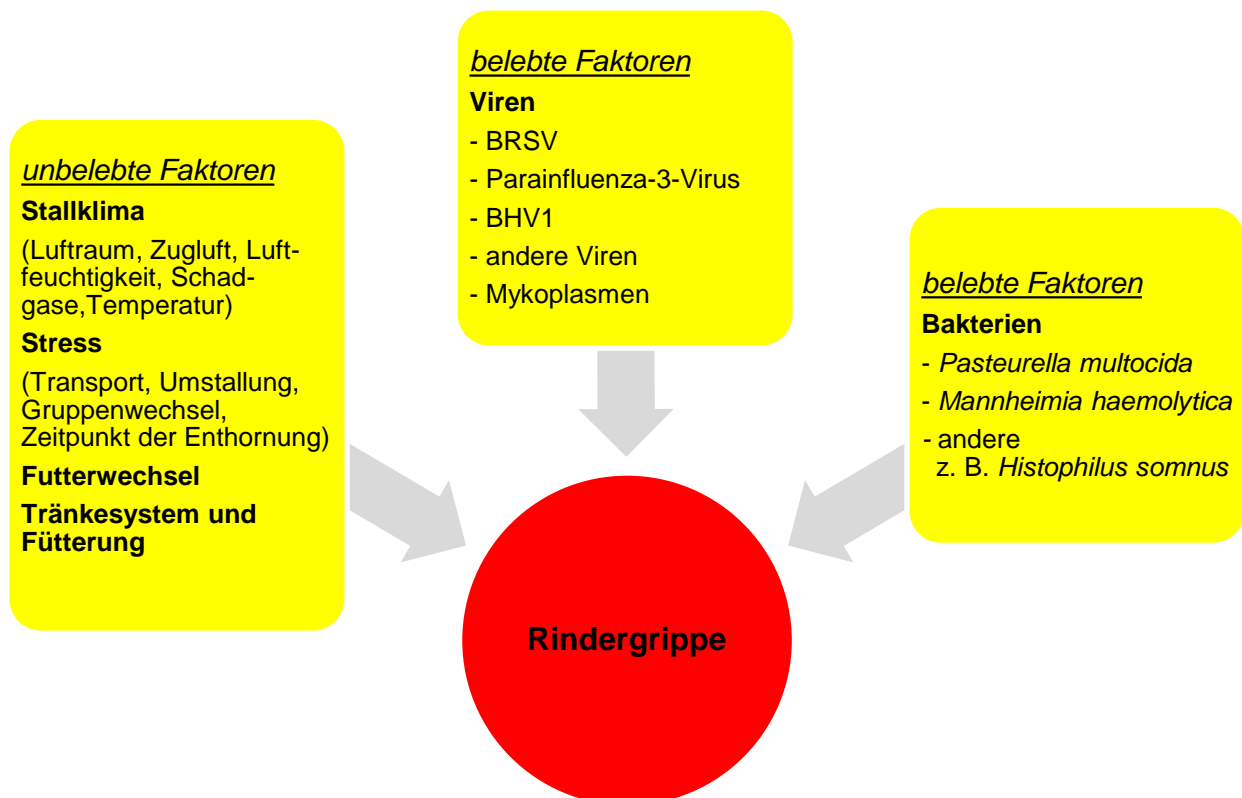 unbelebte Faktoren
Stallklima
(Luftraum, Zugluft, Luft-
feuchtigkeit, Schad-
gase,Temperatur)
Stress
(Transport, Umstallung,
Gruppenwechsel,
Zeitpunkt der Enthornung)
Futterwechsel
Tränkesystem und
Fütterung
belebte Faktoren
Viren
- BRSV
- Parainfluenza-3-Virus
- BHV1
- andere Viren
- Mykoplasmen
belebte Faktoren
Bakterien
- Pasteurella multocida
- Mannheimia haemolytica
- andere
z. B. Histophilus somnus
Rindergrippe